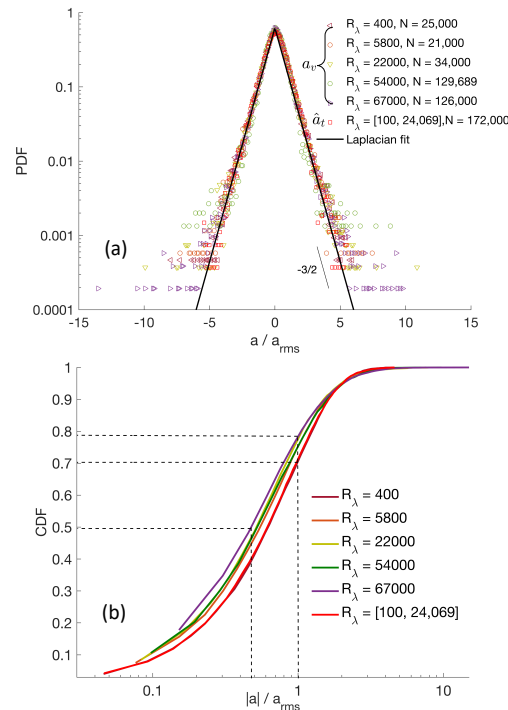 (a)
PDF
1
0.1
0.01
0.001
0.0001
-15 -10 -5 0 5 10 15
a / a_rms
a_v
â_t
R_λ = 400, N = 25,000
R_λ = 5800, N = 21,000
R_λ = 22000, N = 34,000
R_λ = 54000, N = 129,689
R_λ = 67000, N = 126,000
R_λ = [100, 24,069],N = 172,000
Laplacian fit
-3/2
(b)
CDF
1
0.9
0.8
0.7
0.6
0.5
0.4
0.3
0.2
0.1
0.1 1 10
|a| / a_rms
R_λ = 400
R_λ = 5800
R_λ = 22000
R_λ = 54000
R_λ = 67000
R_λ = [100, 24,069]